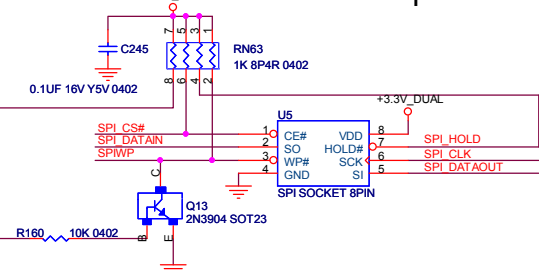 7 5 3 1
C245
RN63
1K 8P4R 0402
8 6 4 2
0.1UF 16V Y5V 0402
+3.3V_DUAL
U5
SPI_CS# 1 CE# VDD 8
SPI_DATAIN 2 SO HOLD# 7 SPI_HOLD
SPIWP 3 WP# SCK 6 SPI_CLK
4 GND SI 5 SPI_DATAOUT
SPI SOCKET 8PIN
C
Q13
2N3904 SOT23
R160 10K 0402 B E